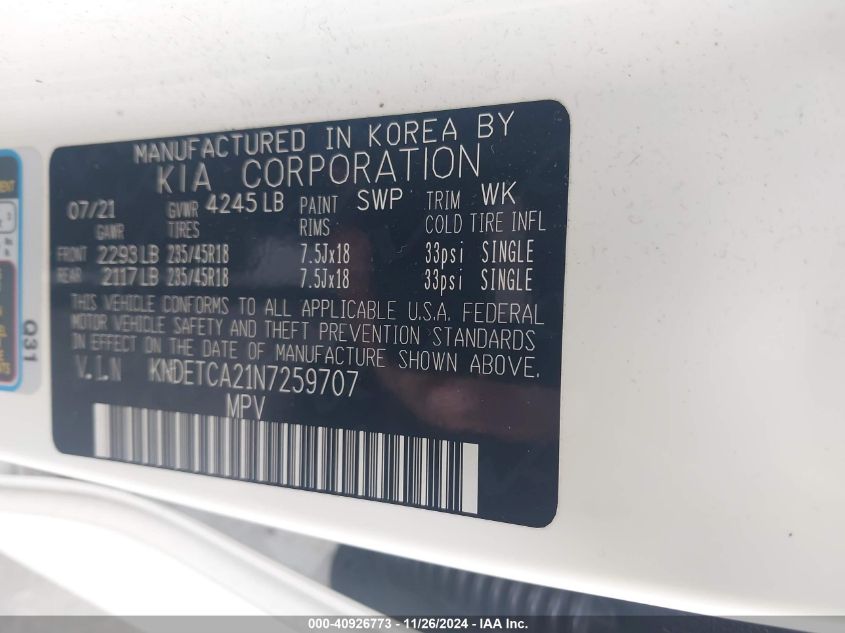 MANUFACTURED IN KOREA BY
KIA CORPORATION
07/21 GVWR 4245 LB PAINT SWP TRIM WK
GAWR TIRES RIMS COLD TIRE INFL
FRONT 2293 LB 235/45R18 7.5Jx18 33psi SINGLE
REAR 2117 LB 235/45R18 7.5Jx18 33psi SINGLE
THIS VEHICLE CONFORMS TO ALL APPLICABLE U.S.A. FEDERAL
MOTOR VEHICLE SAFETY AND THEFT PREVENTION STANDARDS
IN EFFECT ON THE DATE OF MANUFACTURE SHOWN ABOVE.
V.I.N KNDETCA21N7259707
MPV
Q31
000-40926773 - 11/26/2024 - IAA Inc.